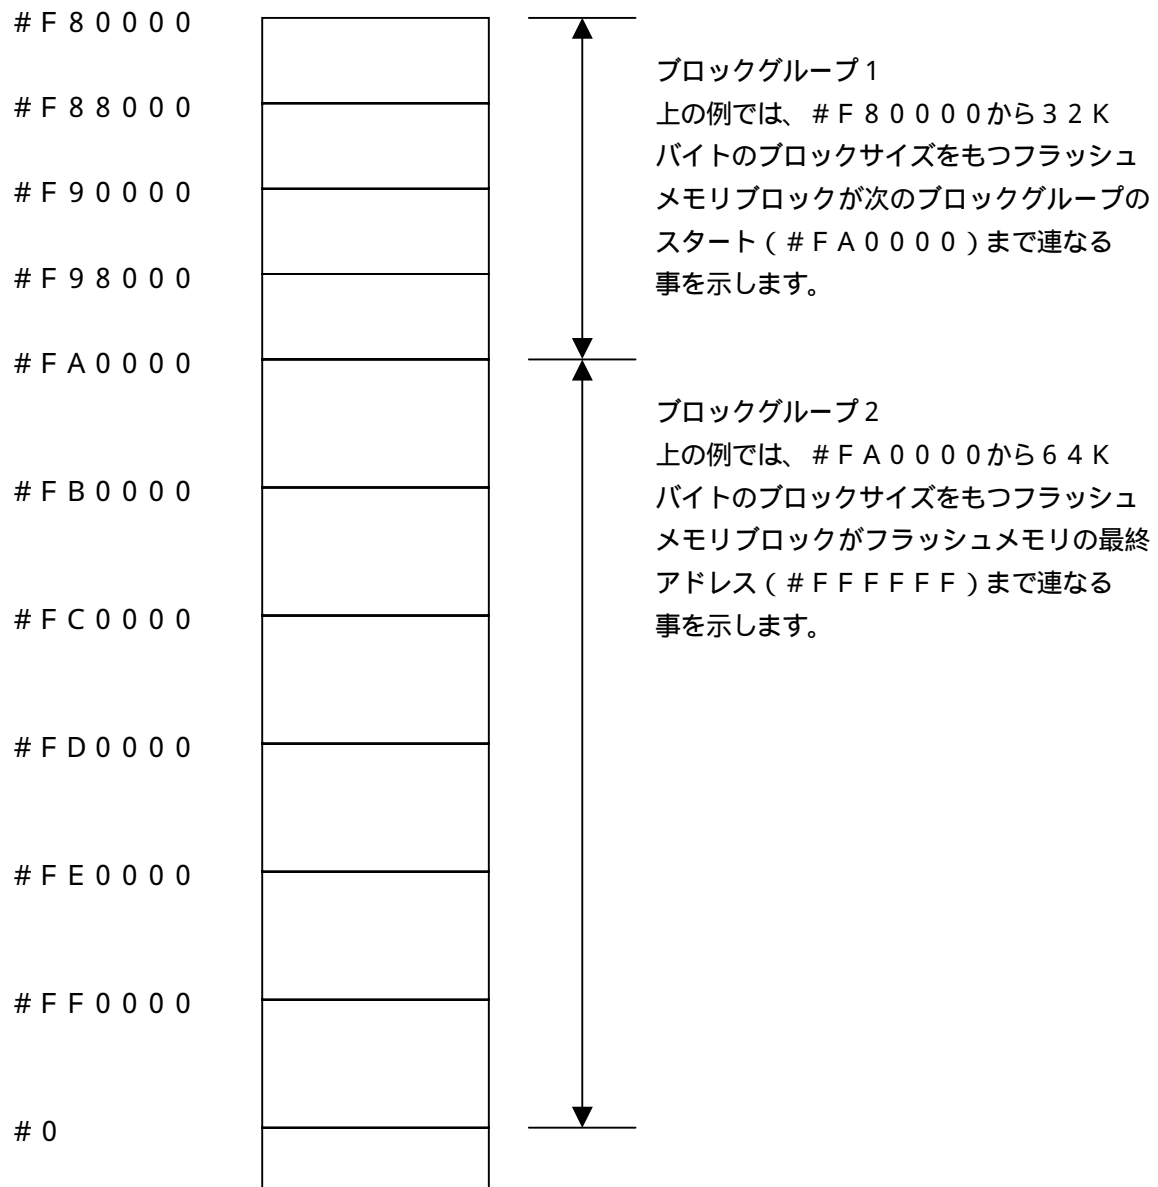 #F80000
#F88000
#F90000
#F98000
#FA0000
#FB0000
#FC0000
#FD0000
#FE0000
#FF0000
#0
ブロックグループ1
上の例では、#F80000から32K
バイトのブロックサイズをもつフラッシュ
メモリブロックが次のブロックグループの
スタート(#FA0000)まで連なる
事を示します。
ブロックグループ2
上の例では、#FA0000から64K
バイトのブロックサイズをもつフラッシュ
メモリブロックがフラッシュメモリの最終
アドレス(#FFFFFF)まで連なる
事を示します。